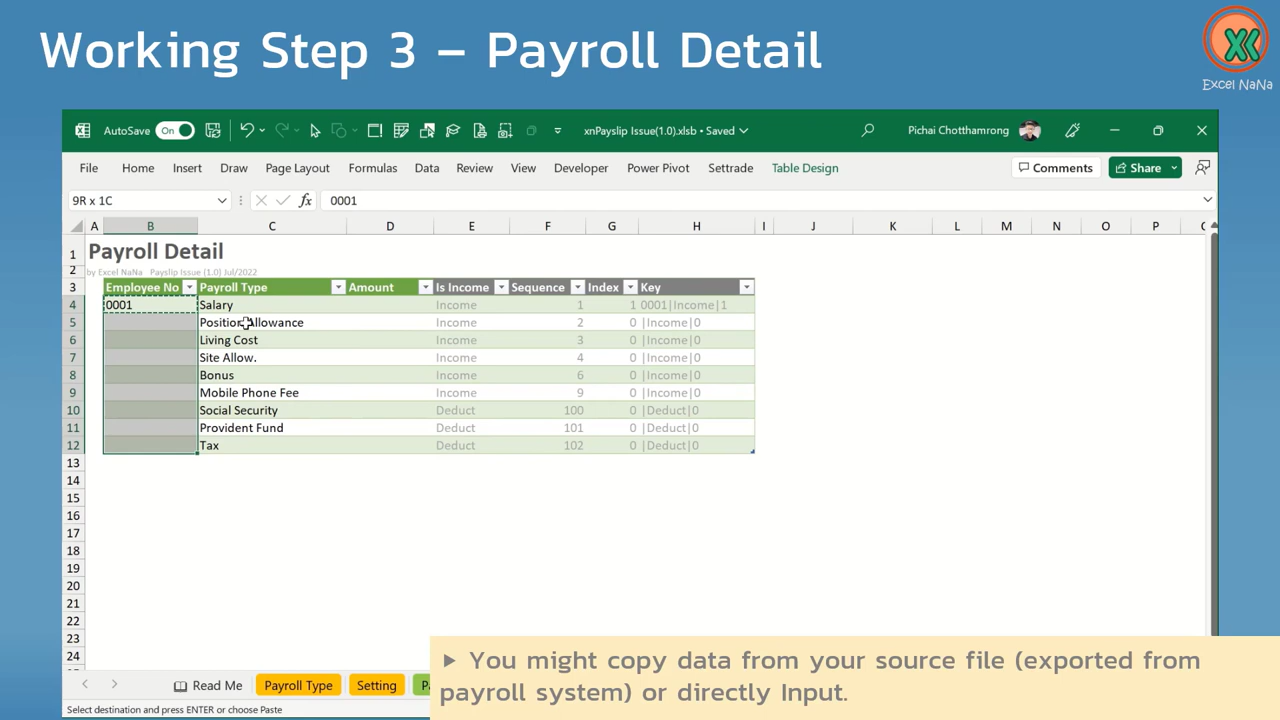 Working Step 3 – Payroll Detail
Excel NaNa
AutoSave On xnPayslip Issue(1.0).xlsb • Saved Pichai Chotthamrong
File Home Insert Draw Page Layout Formulas Data Review View Developer Power Pivot Settrade Table Design Comments Share
9R x 1C fx 0001
A B C D E F G H I J K L M N O P
1 Payroll Detail
2 by Excel NaNa Payslip Issue (1.0) Jul/2022
3 Employee No Payroll Type Amount Is Income Sequence Index Key
4 0001 Salary Income 1 1 0001|Income|1
5 Position Allowance Income 2 0 |Income|0
6 Living Cost Income 3 0 |Income|0
7 Site Allow. Income 4 0 |Income|0
8 Bonus Income 6 0 |Income|0
9 Mobile Phone Fee Income 9 0 |Income|0
10 Social Security Deduct 100 0 |Deduct|0
11 Provident Fund Deduct 101 0 |Deduct|0
12 Tax Deduct 102 0 |Deduct|0
13
14
15
16
17
18
19
20
21
22
23
24
► You might copy data from your source file (exported from
payroll system) or directly Input.
Read Me Payroll Type Setting
Select destination and press ENTER or choose Paste